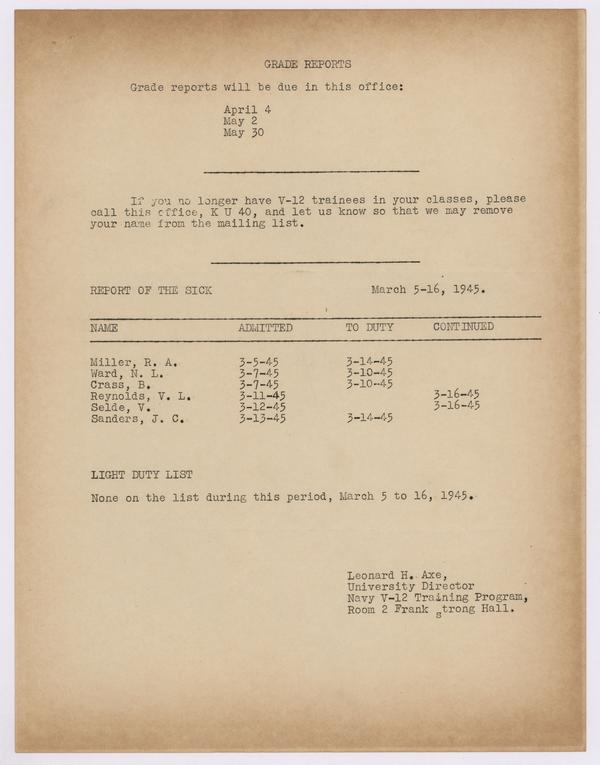 GRADE REPORTS
Grade reports will be due in this office:
April 4
May 2
May 30
If you no longer have V-12 trainees in your classes, please
call this office, K U 40, and let us know so that we may remove
your name from the mailing list.
REPORT OF THE SICK March 5-16, 1945.
NAME ADMITTED TO DUTY CONTINUED
Miller, R. A. 3-5-45 3-14-45
Ward, N. L. 3-7-45 3-10-45
Crass, B. 3-7-45 3-10-45
Reynolds, V. L. 3-11-45 3-16-45
Selde, V. 3-12-45 3-16-45
Sanders, J. C. 3-13-45 3-14-45
LIGHT DUTY LIST
None on the list during this period, March 5 to 16, 1945.
Leonard H. Axe,
University Director
Navy V-12 Training Program,
Room 2 Frank strong Hall.